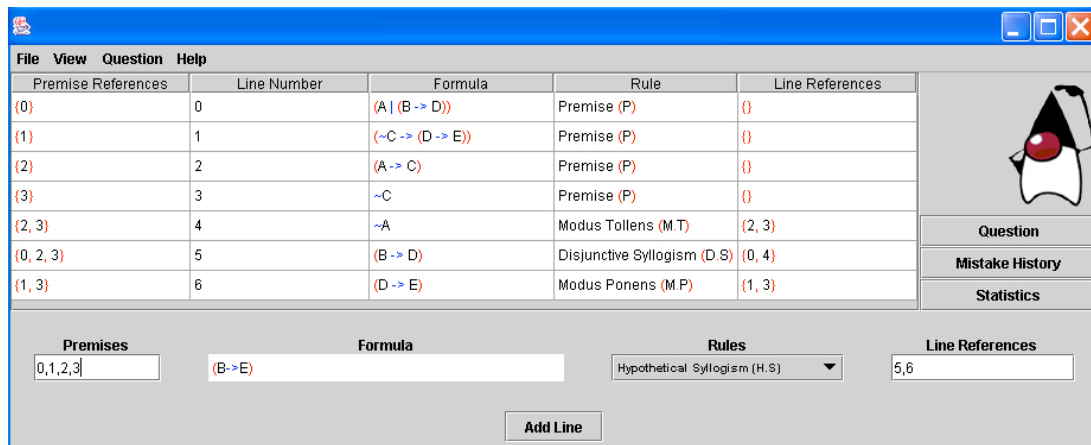 File View Question Help
Premise References Line Number Formula Rule Line References
{0} 0 (A | (B -> D)) Premise (P) {}
{1} 1 (~C -> (D -> E)) Premise (P) {}
{2} 2 (A -> C) Premise (P) {}
{3} 3 ~C Premise (P) {}
{2, 3} 4 ~A Modus Tollens (M.T) {2, 3}
{0, 2, 3} 5 (B -> D) Disjunctive Syllogism (D.S) {0, 4}
{1, 3} 6 (D -> E) Modus Ponens (M.P) {1, 3}
Question
Mistake History
Statistics
Premises Formula Rules Line References
0,1,2,3 (B->E) Hypothetical Syllogism (H.S) 5,6
Add Line